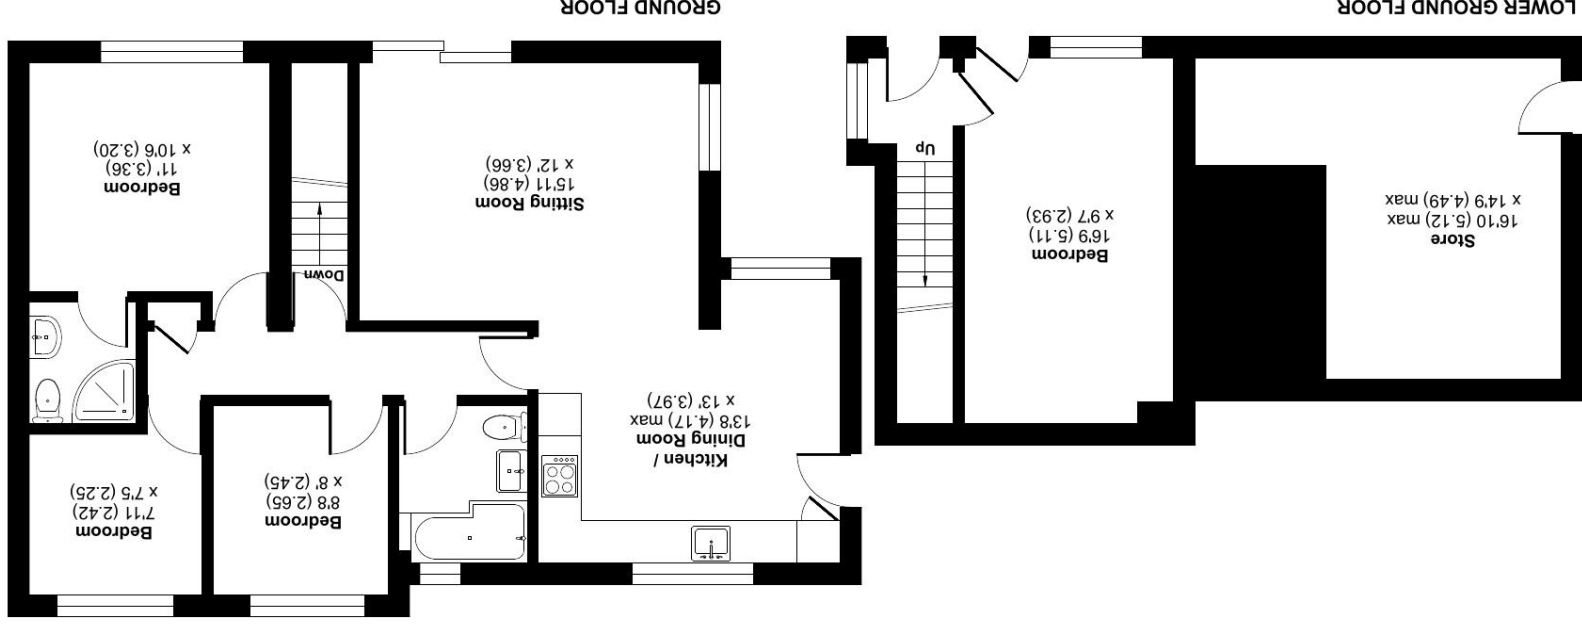 LOWER GROUND FLOOR
GROUND FLOOR
Store
16'10 (5.12) max
x 14'9 (4.49) max
Bedroom
16'9 (5.11)
x 9'7 (2.93)
Up
Kitchen /
Dining Room
13'8 (4.17) max
x 13' (3.97)
Bedroom
8'8 (2.65)
x 8' (2.45)
Bedroom
7'11 (2.42)
x 7'5 (2.25)
Down
Sitting Room
15'11 (4.86)
x 12' (3.66)
Bedroom
11' (3.36)
x 10'6 (3.20)